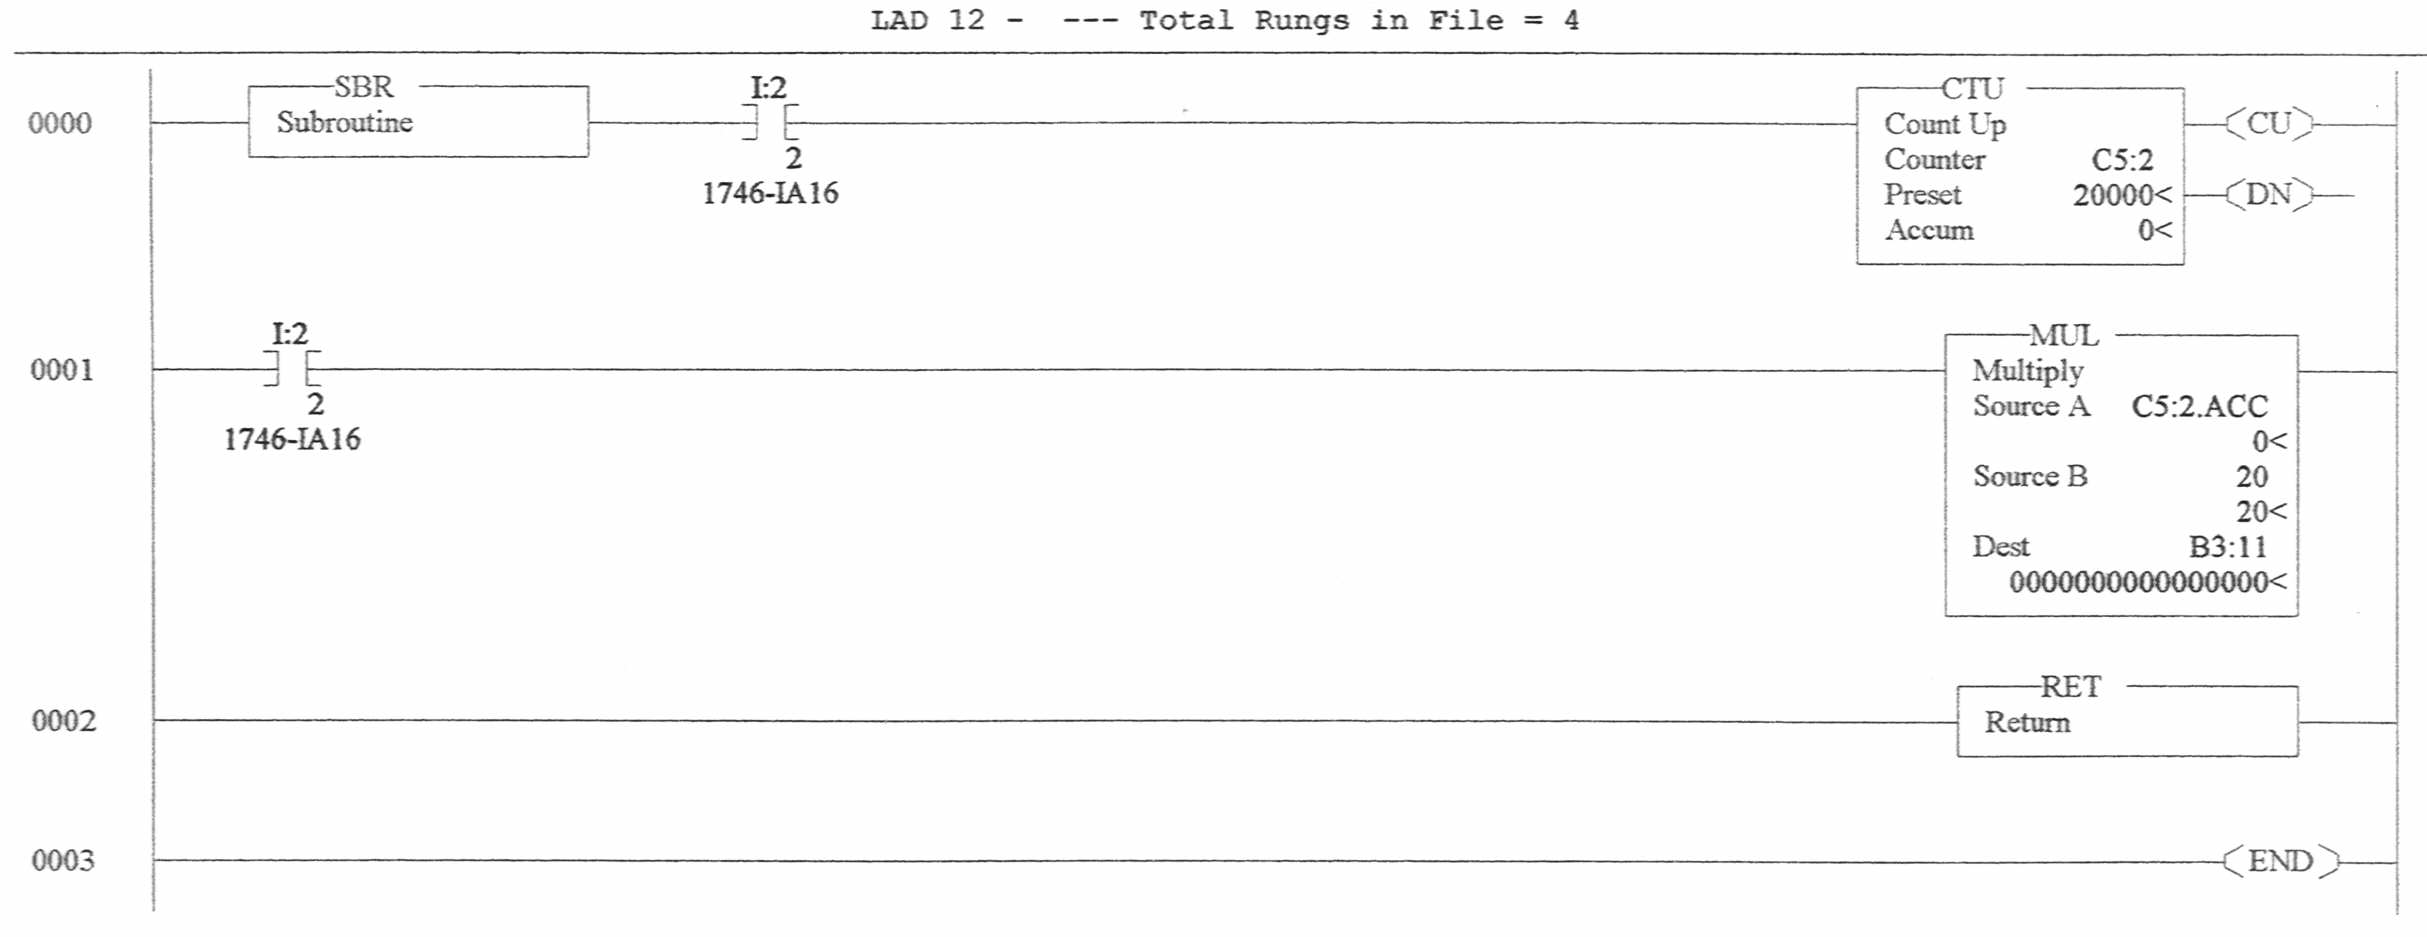 LAD 12 - --- Total Rungs in File = 4
0000
SBR
Subroutine
I:2
2
1746-IA16
CTU
Count Up
Counter C5:2
Preset 20000<
Accum 0<
CU
DN
0001
I:2
2
1746-IA16
MUL
Multiply
Source A C5:2.ACC
0<
Source B 20
20<
Dest B3:11
0000000000000000<
0002
RET
Return
0003
END